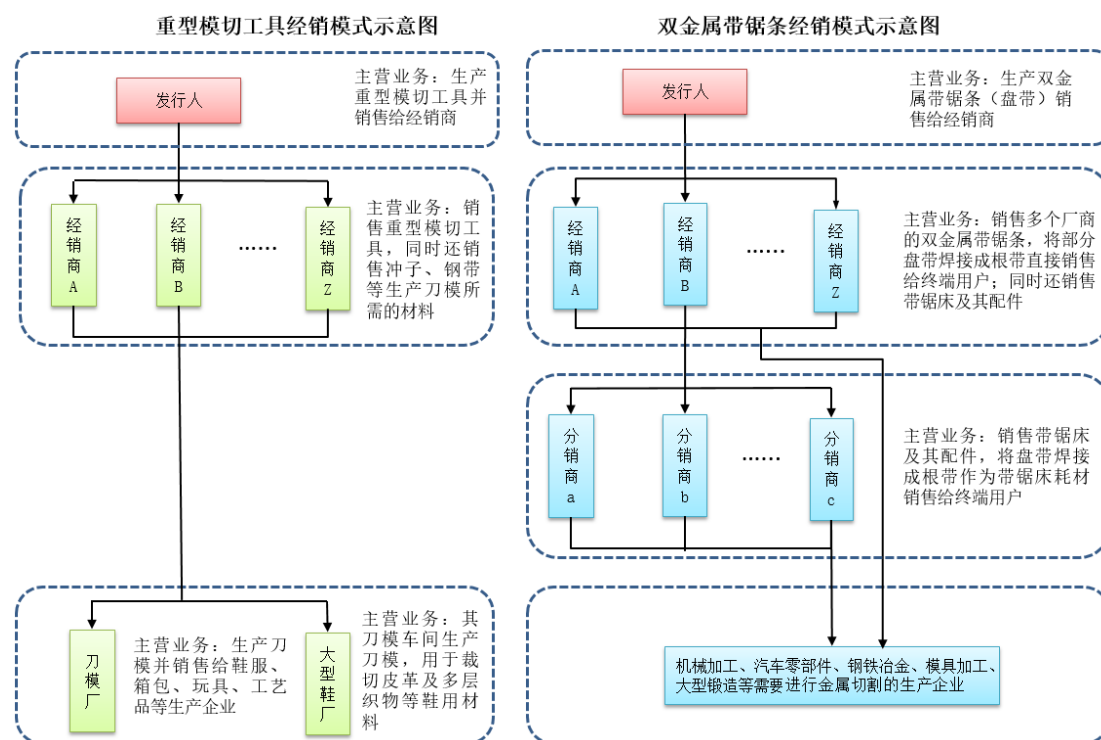 重型模切工具经销模式示意图
发行人
主营业务：生产
重型模切工具并
销售给经销商
经销商A
经销商B
……
经销商Z
主营业务：销
售重型模切工
具，同时还销
售冲子、钢带
等生产刀模所
需的材料
刀模厂
主营业务：生产刀
模并销售给鞋服、
箱包、玩具、工艺
品等生产企业
大型鞋厂
主营业务：其
刀模车间生产
刀模，用于裁
切皮革及多层
织物等鞋用材
料
双金属带锯条经销模式示意图
发行人
主营业务：生产双金
属带锯条（盘带）销
售给经销商
经销商A
经销商B
……
经销商Z
主营业务：销售多个厂商
的双金属带锯条，将部分
盘带焊接成根带直接销售
给终端用户；同时还销售
带锯床及其配件
分销商a
分销商b
……
分销商c
主营业务：销售带锯床
及其配件，将盘带焊接
成根带作为带锯床耗材
销售给终端用户
机械加工、汽车零部件、钢铁冶金、模具加工、
大型锻造等需要进行金属切割的生产企业